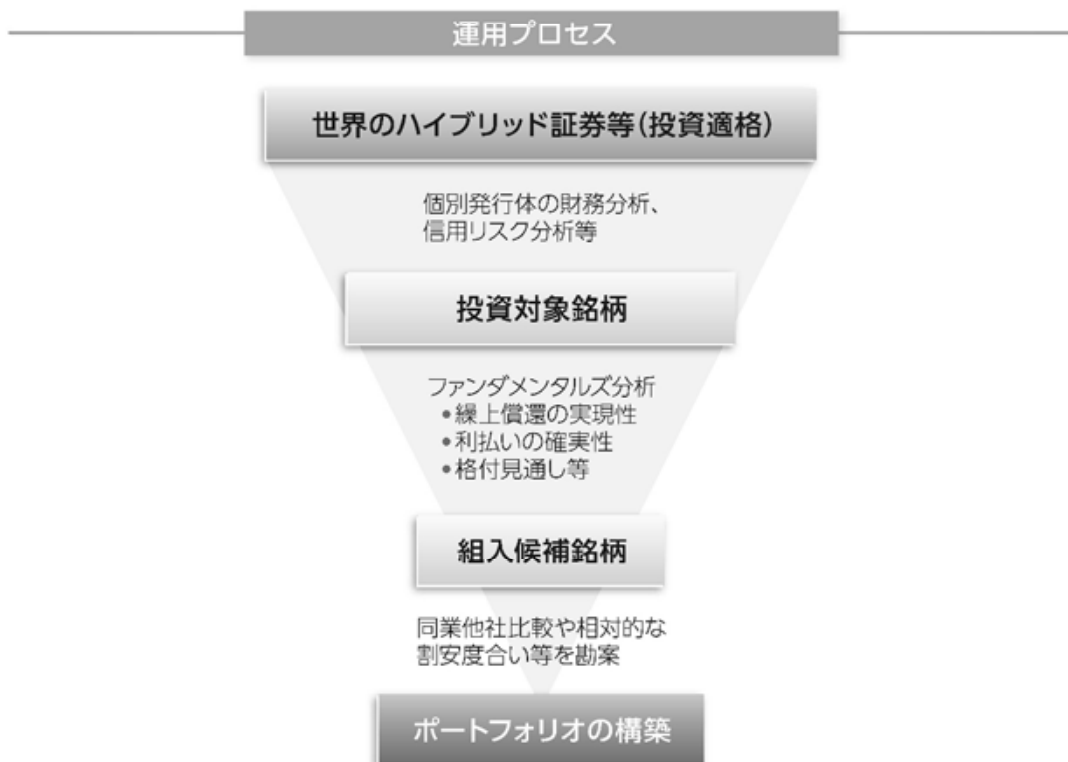 運用プロセス
世界のハイブリッド証券等(投資適格)
個別発行体の財務分析、
信用リスク分析等
投資対象銘柄
ファンダメンタルズ分析
•繰上償還の実現性
•利払いの確実性
•格付見通し等
組入候補銘柄
同業他社比較や相対的な
割安度合い等を勘案
ポートフォリオの構築